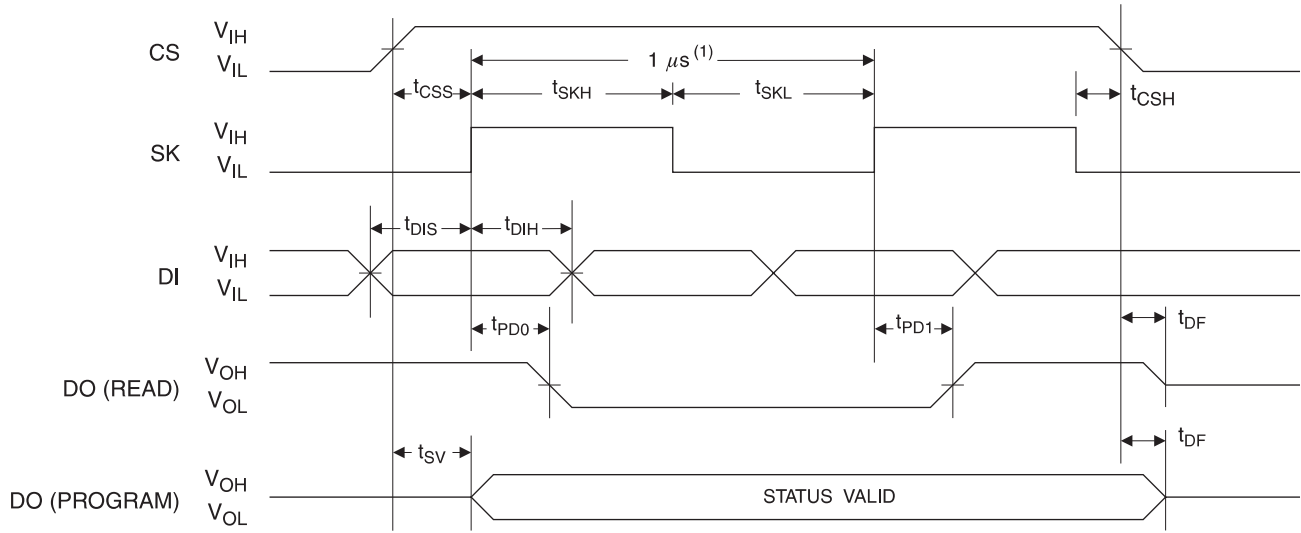 CS V_IH
V_IL
1 μs (1)
t_CSS t_SKH t_SKL t_CSH
SK V_IH
V_IL
t_DIS t_DIH
DI V_IH
V_IL
t_PD0 t_PD1 t_DF
DO (READ) V_OH
V_OL
t_SV t_DF
DO (PROGRAM) V_OH
V_OL
STATUS VALID